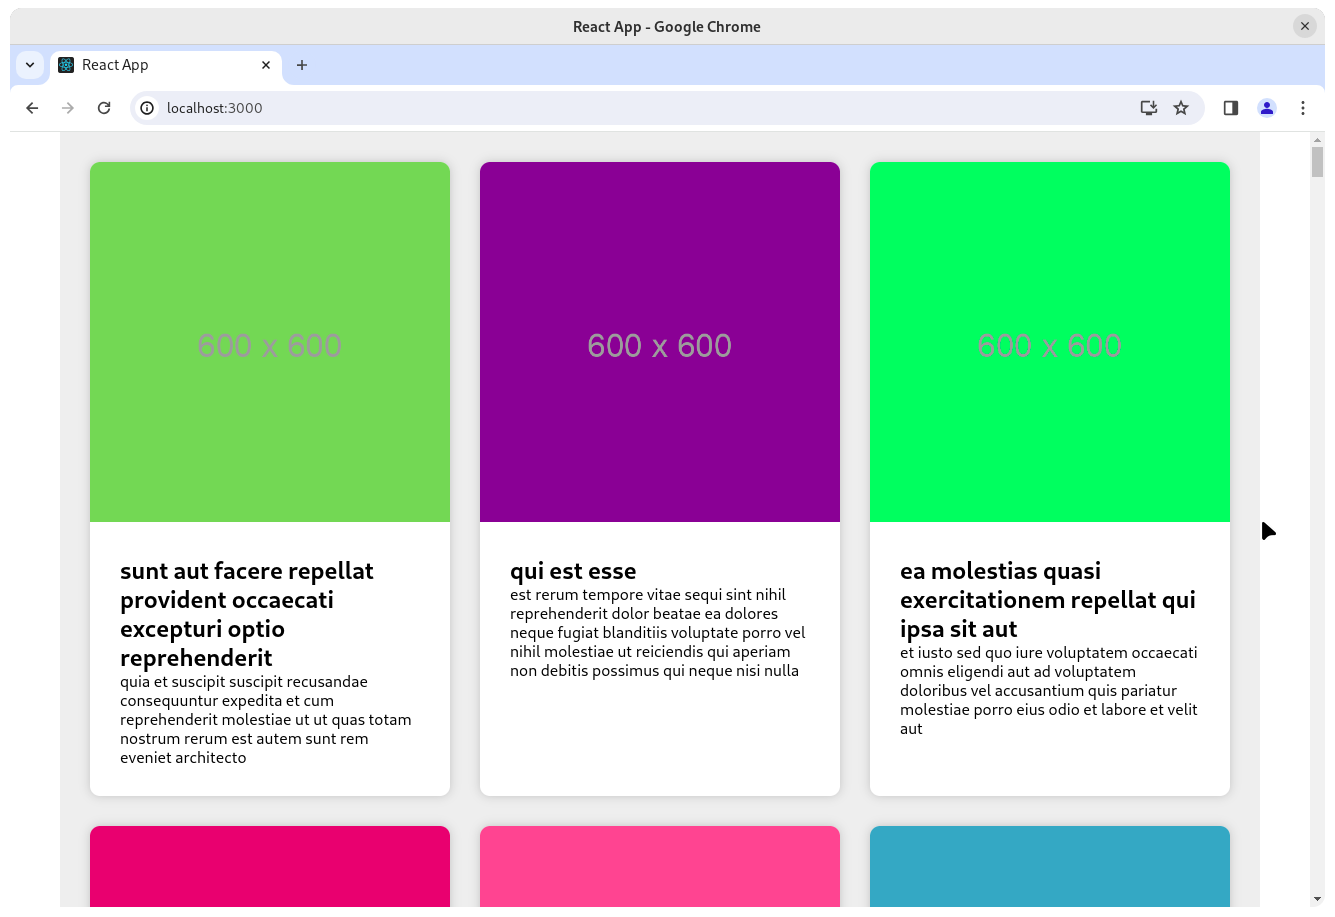 React App - Google Chrome
React App
localhost:3000
600 x 600
600 x 600
600 x 600
sunt aut facere repellat
provident occaecati
excepturi optio
reprehenderit
quia et suscipit suscipit recusandae
consequuntur expedita et cum
reprehenderit molestiae ut ut quas totam
nostrum rerum est autem sunt rem
eveniet architecto
qui est esse
est rerum tempore vitae sequi sint nihil
reprehenderit dolor beatae ea dolores
neque fugiat blanditiis voluptate porro vel
nihil molestiae ut reiciendis qui aperiam
non debitis possimus qui neque nisi nulla
ea molestias quasi
exercitationem repellat qui
ipsa sit aut
et iusto sed quo iure voluptatem occaecati
omnis eligendi aut ad voluptatem
doloribus vel accusantium quis pariatur
molestiae porro eius odio et labore et velit
aut